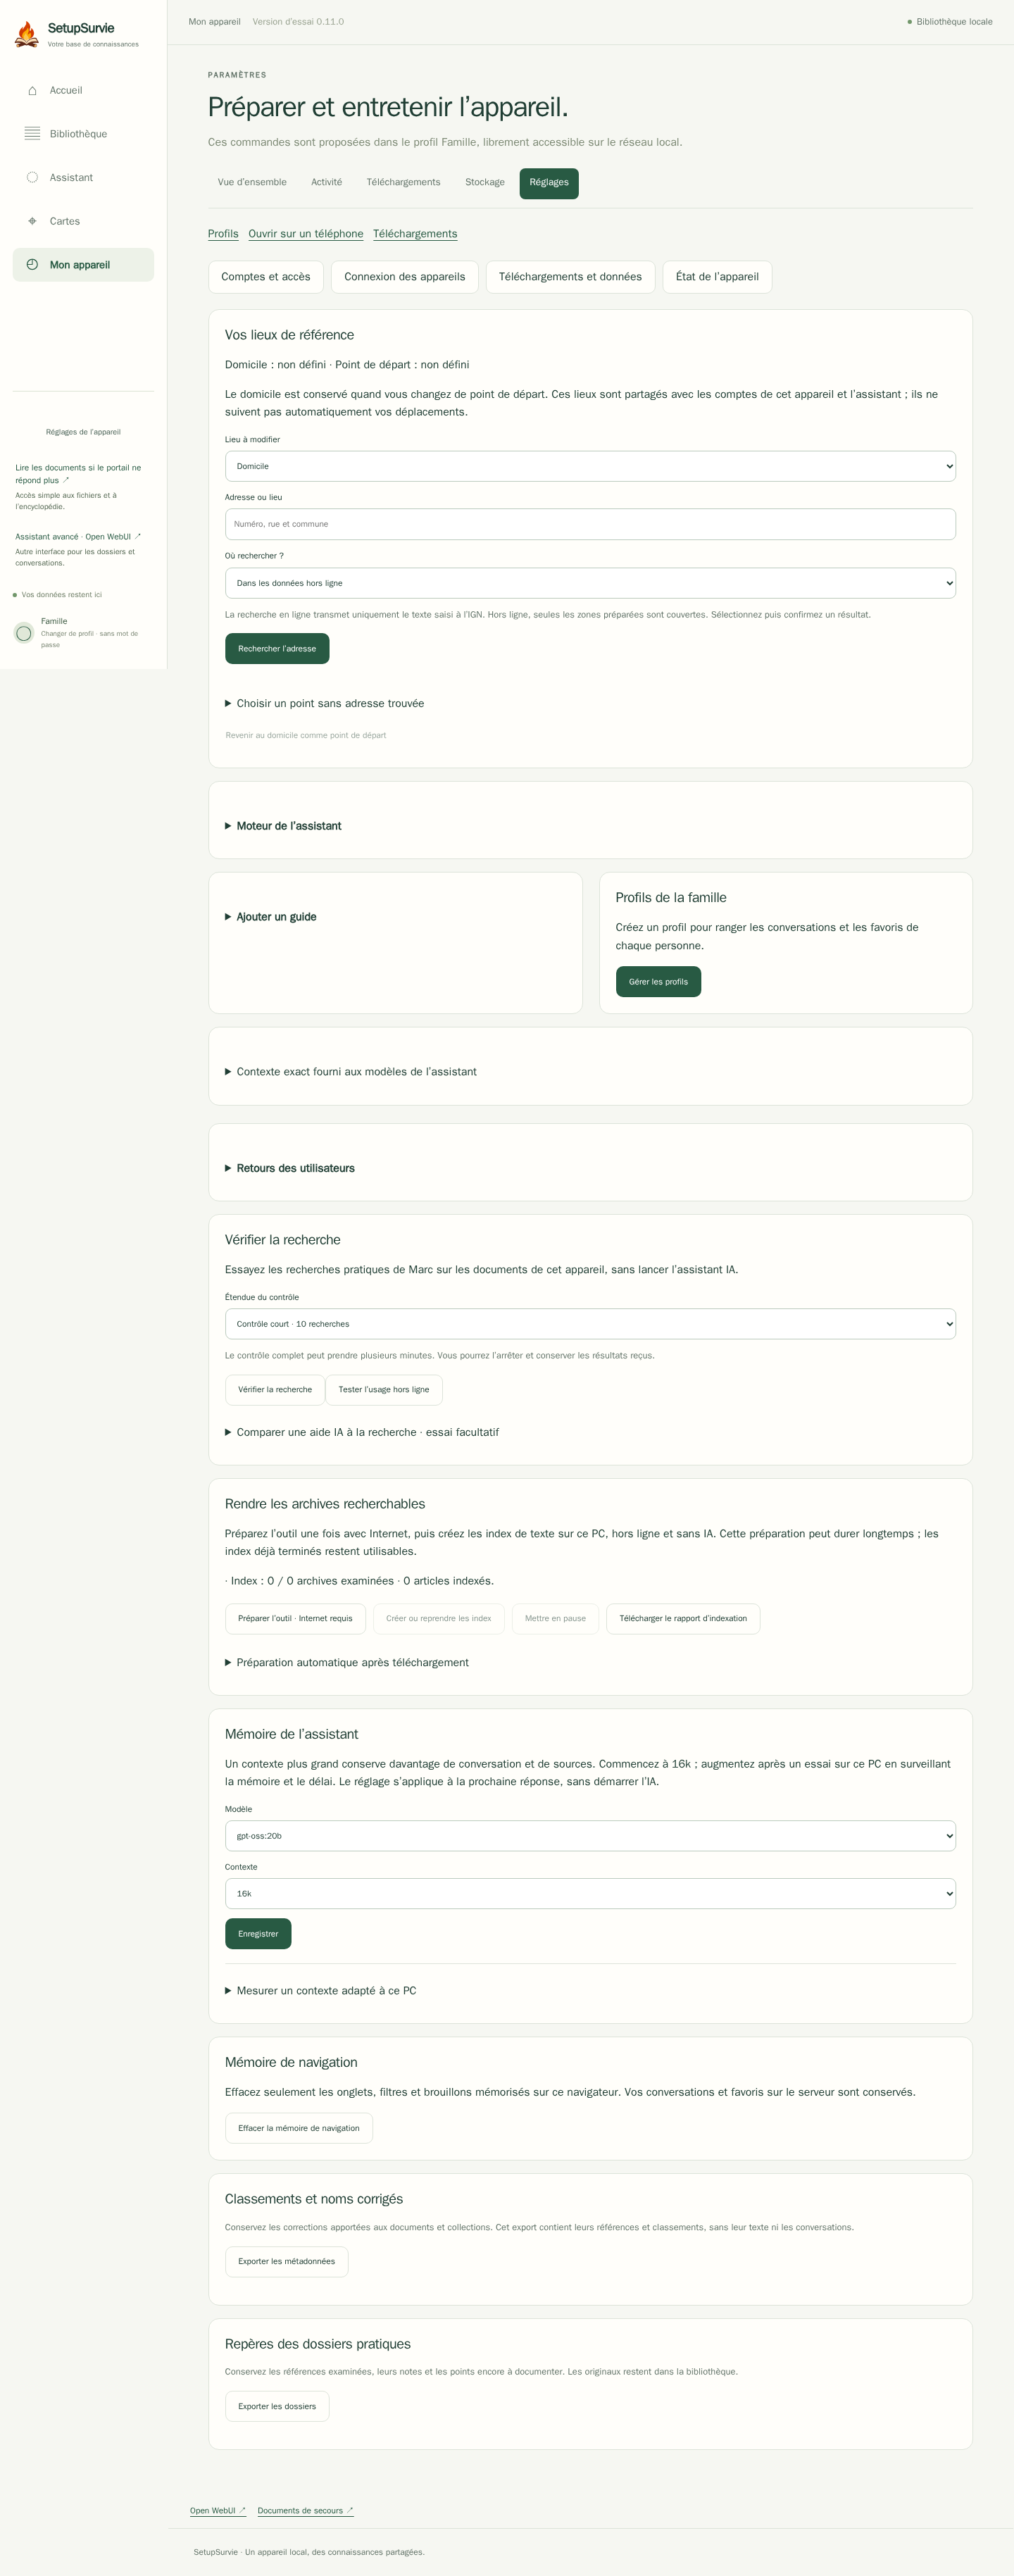 SetupSurvie
Votre base de connaissances
Accueil
Bibliothèque
Assistant
Cartes
Mon appareil
Réglages de l'appareil
Lire les documents si le portail ne
répond plus ↗
Accès simple aux fichiers et à
l'encyclopédie.
Assistant avancé · Open WebUI ↗
Autre interface pour les dossiers et
conversations.
Vos données restent ici
Famille
Changer de profil · sans mot de
passe
Mon appareil Version d'essai 0.11.0
Bibliothèque locale
PARAMÈTRES
Préparer et entretenir l'appareil.
Ces commandes sont proposées dans le profil Famille, librement accessible sur le réseau local.
Vue d'ensemble Activité Téléchargements Stockage Réglages
Profils Ouvrir sur un téléphone Téléchargements
Comptes et accès Connexion des appareils Téléchargements et données État de l'appareil
Vos lieux de référence
Domicile : non défini · Point de départ : non défini
Le domicile est conservé quand vous changez de point de départ. Ces lieux sont partagés avec les comptes de cet appareil et l'assistant ; ils ne
suivent pas automatiquement vos déplacements.
Lieu à modifier
Domicile
Adresse ou lieu
Numéro, rue et commune
Où rechercher ?
Dans les données hors ligne
La recherche en ligne transmet uniquement le texte saisi à l'IGN. Hors ligne, seules les zones préparées sont couvertes. Sélectionnez puis confirmez un résultat.
Rechercher l'adresse
Choisir un point sans adresse trouvée
Revenir au domicile comme point de départ
Moteur de l'assistant
Ajouter un guide
Profils de la famille
Créez un profil pour ranger les conversations et les favoris de
chaque personne.
Gérer les profils
Contexte exact fourni aux modèles de l'assistant
Retours des utilisateurs
Vérifier la recherche
Essayez les recherches pratiques de Marc sur les documents de cet appareil, sans lancer l'assistant IA.
Étendue du contrôle
Contrôle court · 10 recherches
Le contrôle complet peut prendre plusieurs minutes. Vous pourrez l'arrêter et conserver les résultats reçus.
Vérifier la recherche Tester l'usage hors ligne
Comparer une aide IA à la recherche · essai facultatif
Rendre les archives recherchables
Préparez l'outil une fois avec Internet, puis créez les index de texte sur ce PC, hors ligne et sans IA. Cette préparation peut durer longtemps ; les
index déjà terminés restent utilisables.
· Index : 0 / 0 archives examinées · 0 articles indexés.
Préparer l'outil · Internet requis Créer ou reprendre les index Mettre en pause Télécharger le rapport d'indexation
Préparation automatique après téléchargement
Mémoire de l'assistant
Un contexte plus grand conserve davantage de conversation et de sources. Commencez à 16k ; augmentez après un essai sur ce PC en surveillant
la mémoire et le délai. Le réglage s'applique à la prochaine réponse, sans démarrer l'IA.
Modèle
gpt-oss:20b
Contexte
16k
Enregistrer
Mesurer un contexte adapté à ce PC
Mémoire de navigation
Effacez seulement les onglets, filtres et brouillons mémorisés sur ce navigateur. Vos conversations et favoris sur le serveur sont conservés.
Effacer la mémoire de navigation
Classements et noms corrigés
Conservez les corrections apportées aux documents et collections. Cet export contient leurs références et classements, sans leur texte ni les conversations.
Exporter les métadonnées
Repères des dossiers pratiques
Conservez les références examinées, leurs notes et les points encore à documenter. Les originaux restent dans la bibliothèque.
Exporter les dossiers
Open WebUI ↗ Documents de secours ↗
SetupSurvie · Un appareil local, des connaissances partagées.